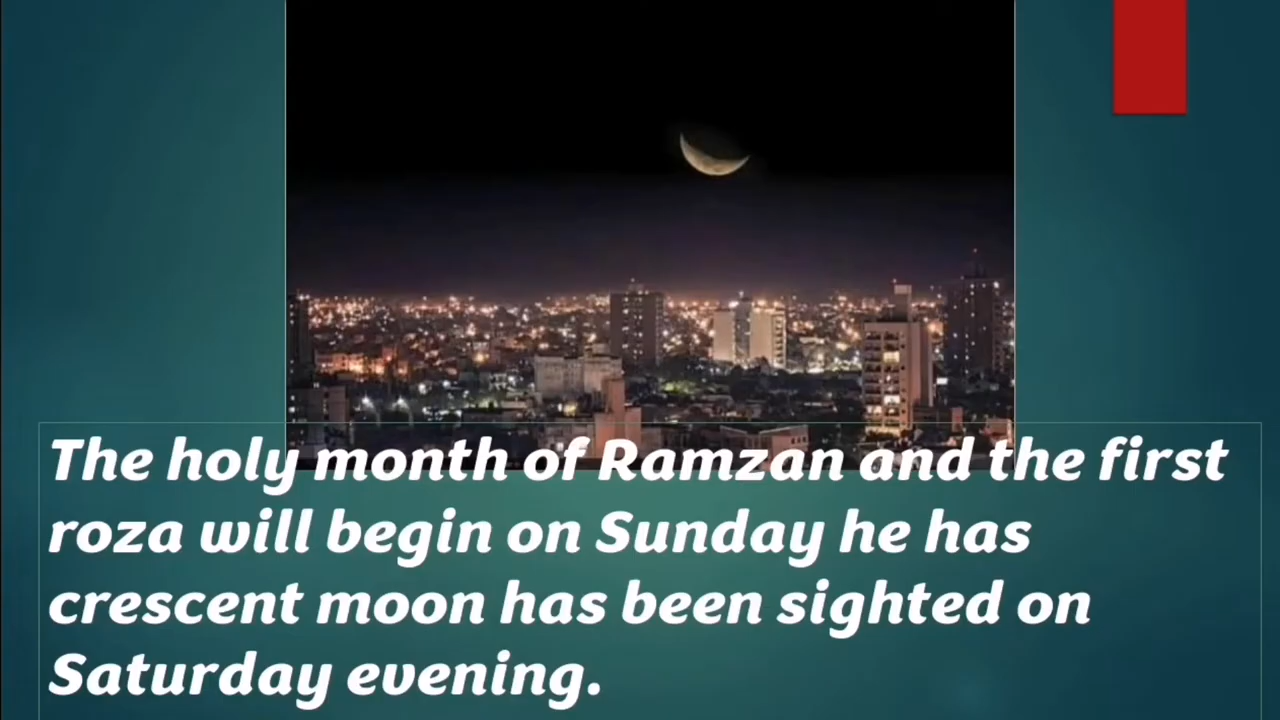 The holy month of Ramzan and the first
roza will begin on Sunday he has
crescent moon has been sighted on
Saturday evening.